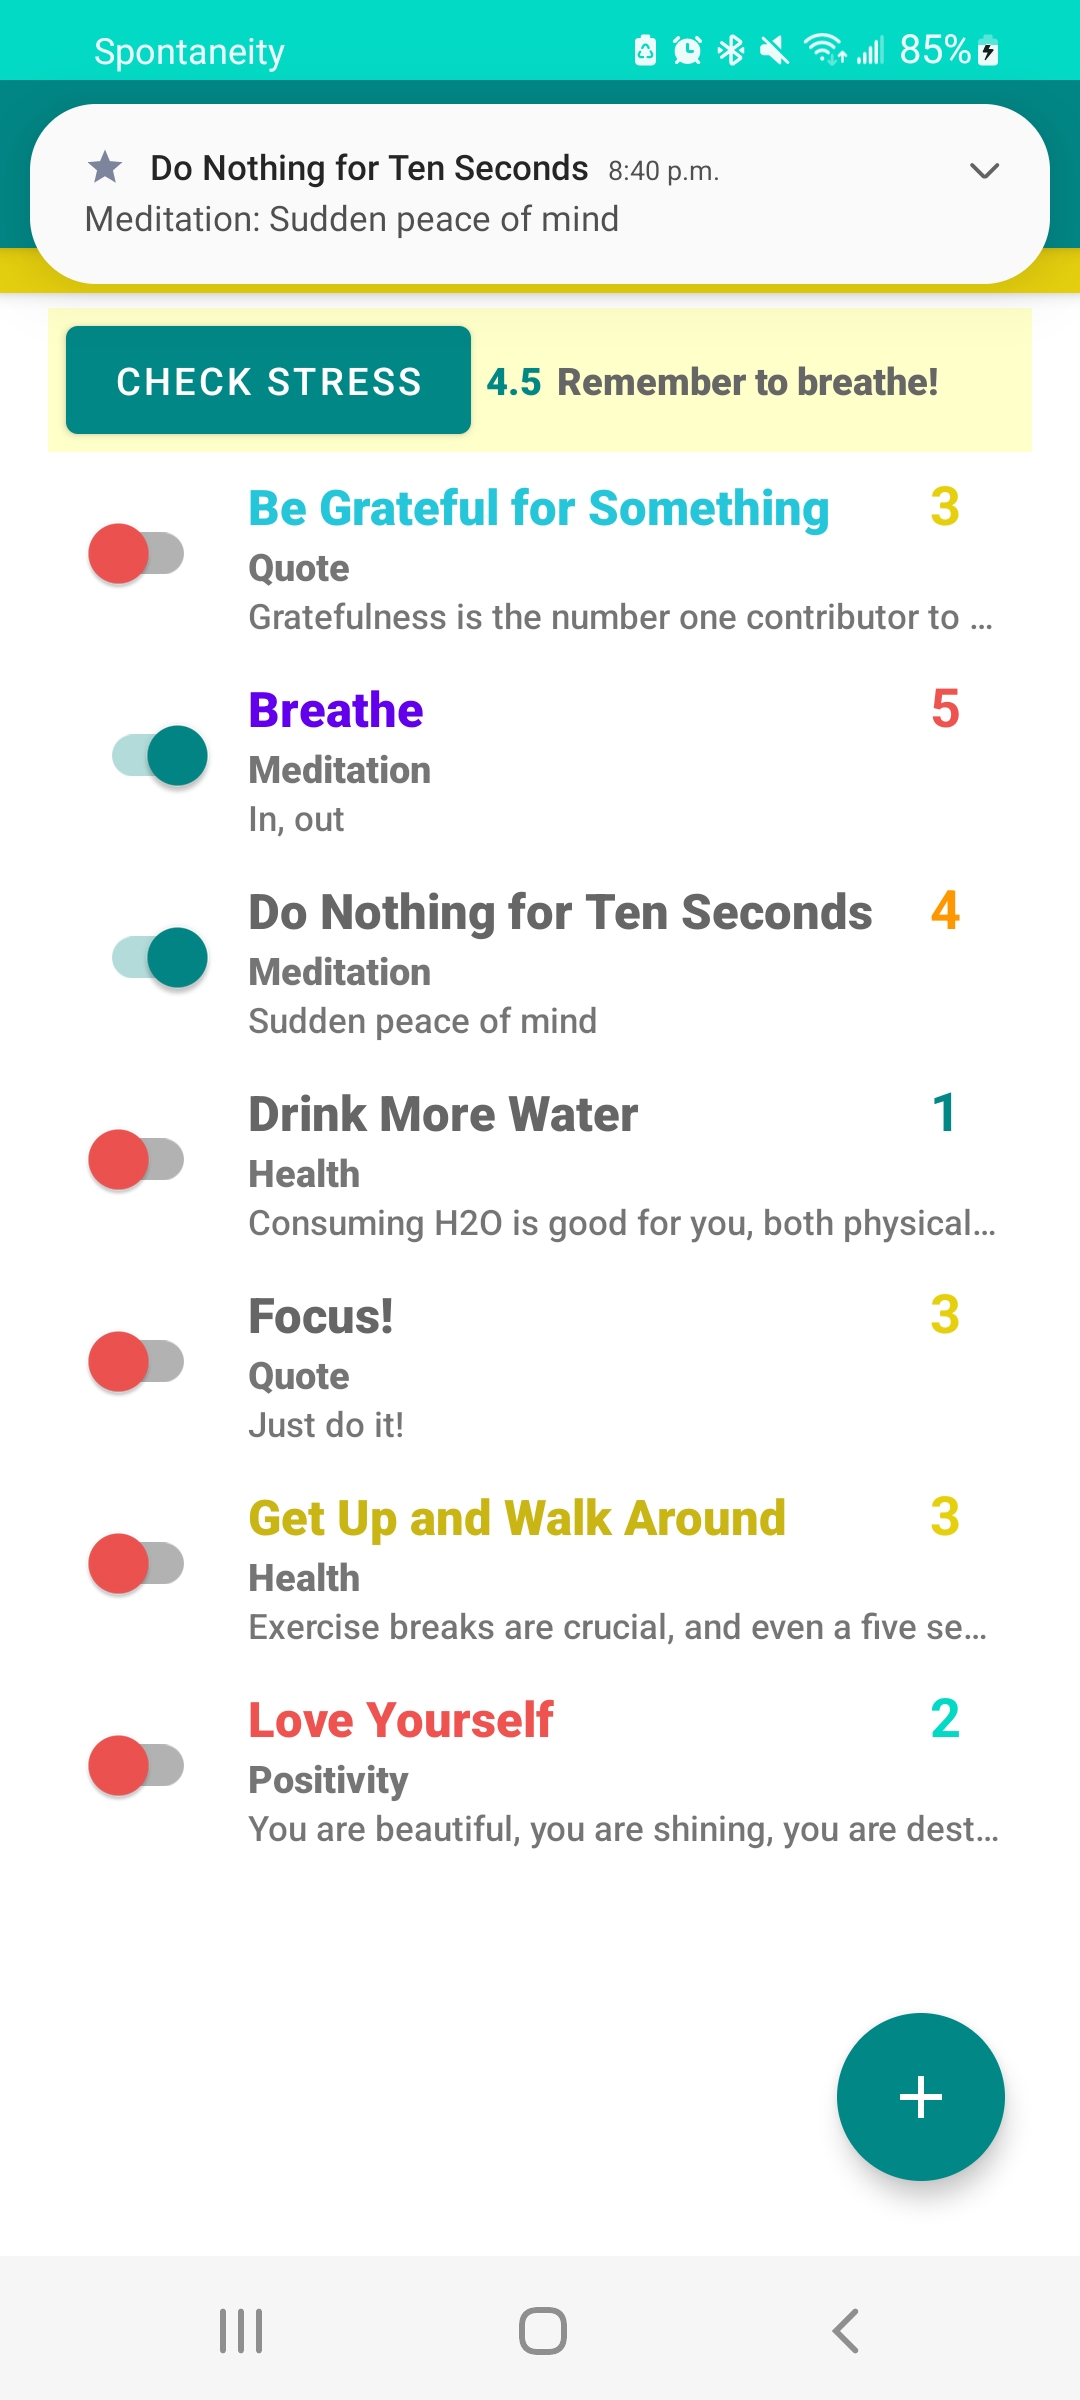 Spontaneity 85%
Do Nothing for Ten Seconds 8:40 p.m.
Meditation: Sudden peace of mind
CHECK STRESS 4.5 Remember to breathe!
Be Grateful for Something 3
Quote
Gratefulness is the number one contributor to ...
Breathe 5
Meditation
In, out
Do Nothing for Ten Seconds 4
Meditation
Sudden peace of mind
Drink More Water 1
Health
Consuming H2O is good for you, both physical...
Focus! 3
Quote
Just do it!
Get Up and Walk Around 3
Health
Exercise breaks are crucial, and even a five se...
Love Yourself 2
Positivity
You are beautiful, you are shining, you are dest...